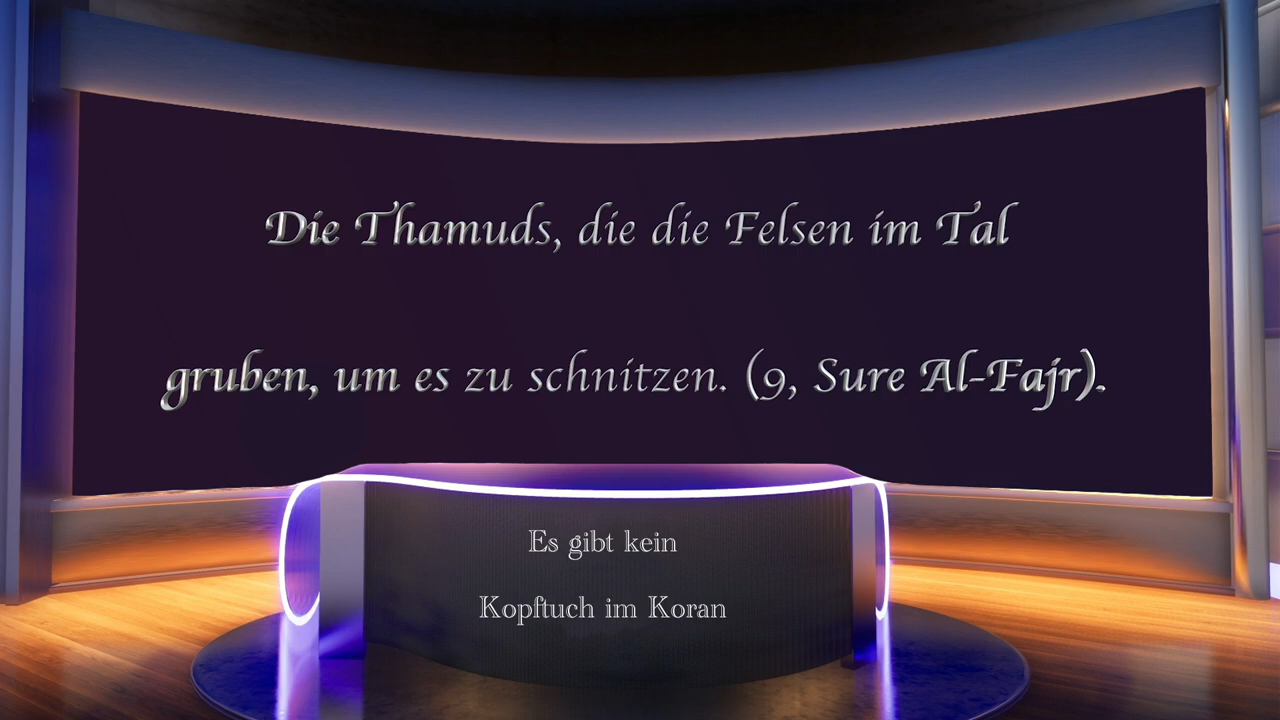 Die Thamuds, die die Felsen im Tal
gruben, um es zu schnitzen. (9, Sure Al-Fajr).
Es gibt kein
Kopftuch im Koran